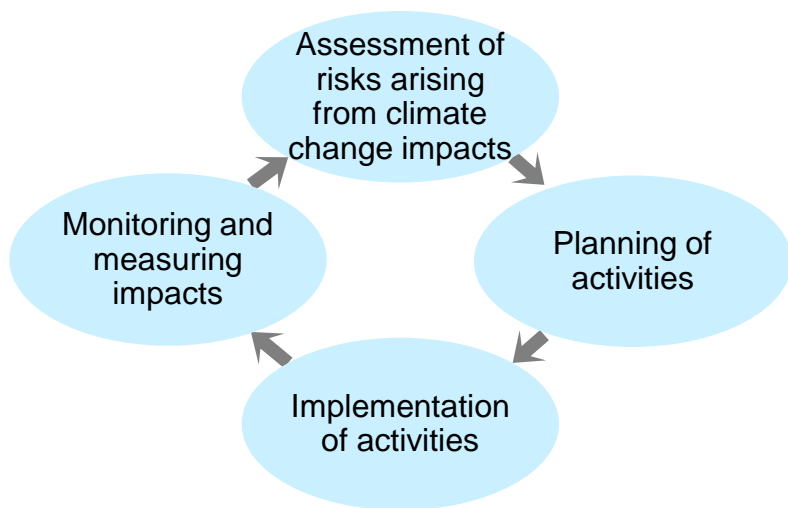 Assessment of
risks arising
from climate
change impacts
Planning of
activities
Implementation
of activities
Monitoring and
measuring
impacts